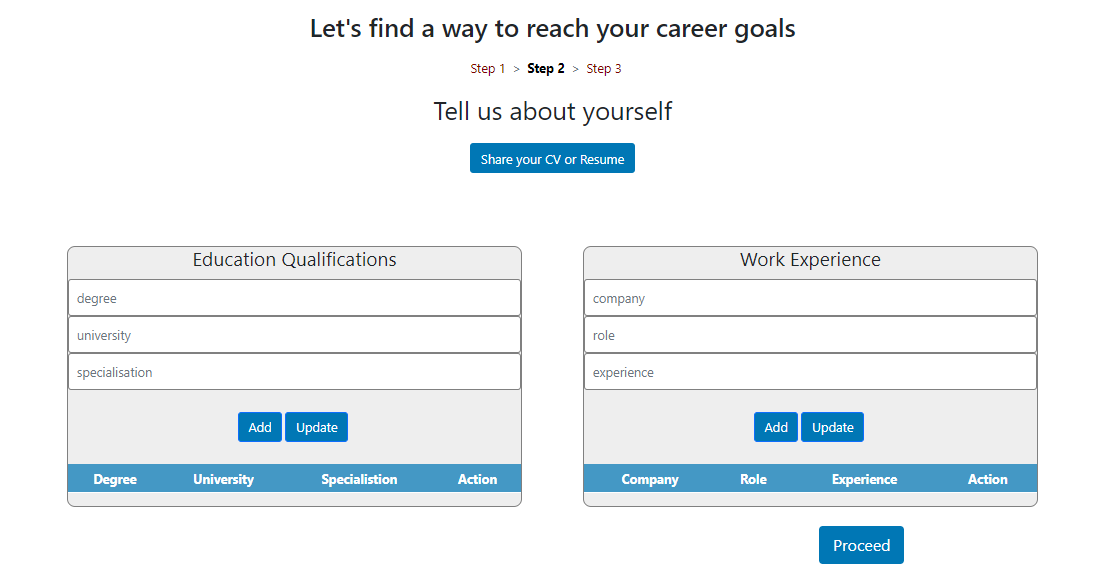 Let's find a way to reach your career goals
Step 1 > Step 2 > Step 3
Tell us about yourself
Share your CV or Resume
Education Qualifications
degree
university
specialisation
Add Update
Degree University Specialistion Action
Work Experience
company
role
experience
Add Update
Company Role Experience Action
Proceed